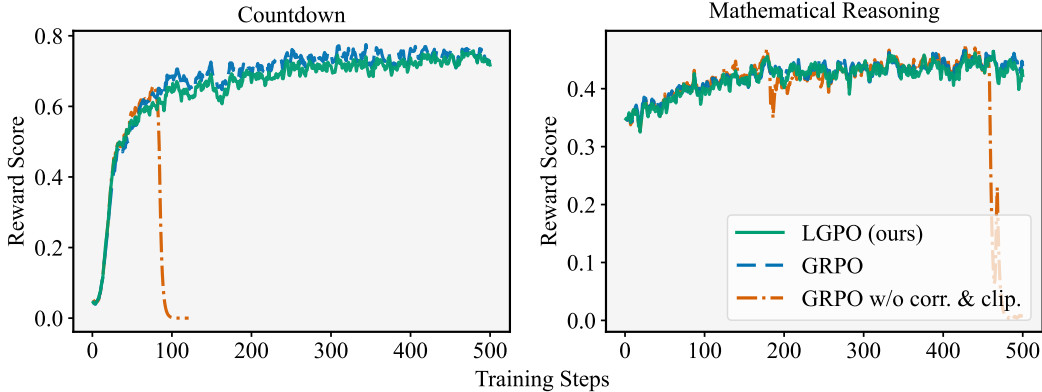 Countdown
Mathematical Reasoning
Reward Score
0.8
0.6
0.4
0.2
0.0
0 100 200 300 400 500
Reward Score
0.4
0.3
0.2
0.1
0.0
0 100 200 300 400 500
LGPO (ours)
GRPO
GRPO w/o corr. & clip.
Training Steps